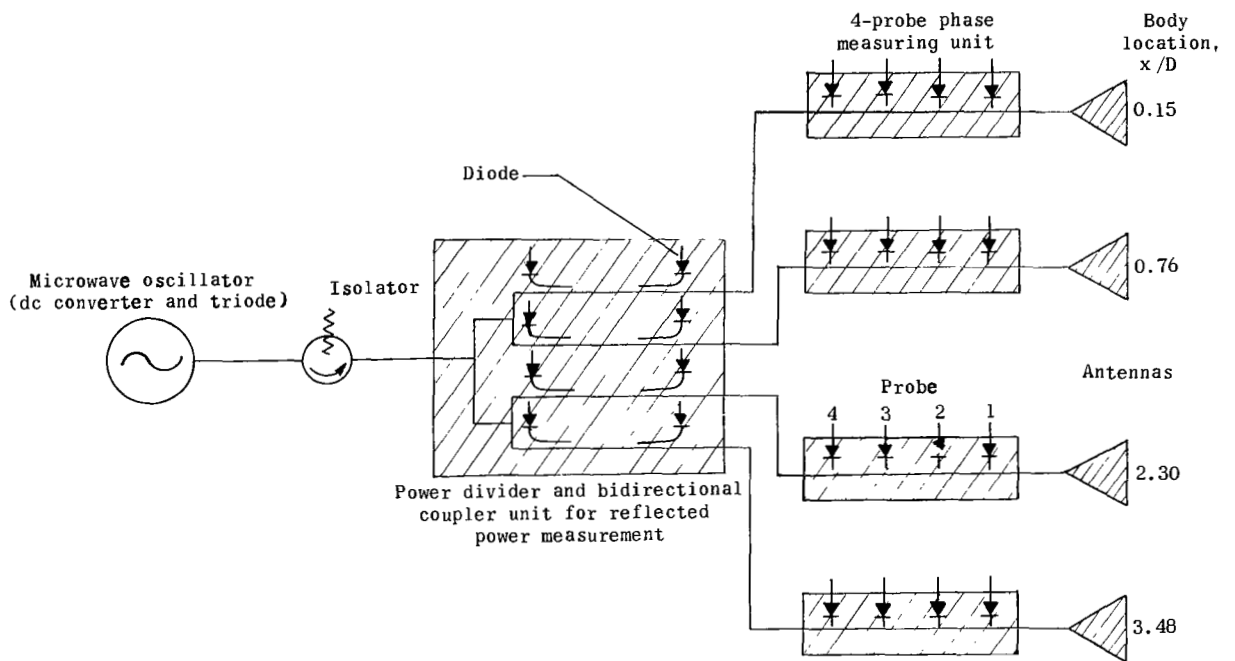 4-probe phase
measuring unit
Body
location,
x/D
0.15
Diode
0.76
Microwave oscillator
(dc converter and triode)
Isolator
Antennas
Probe
4 3 2 1
2.30
Power divider and bidirectional
coupler unit for reflected
power measurement
3.48